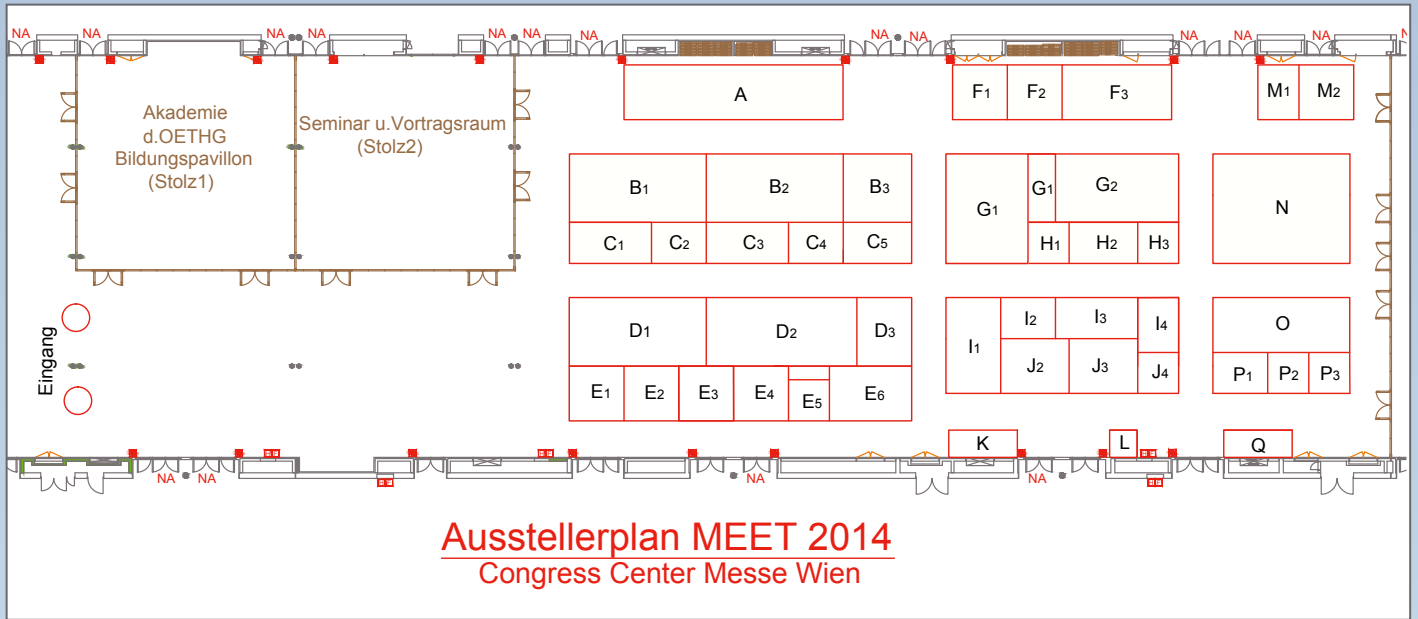 NA NA NA NA NA NA NA NA NA NA NA
Akademie
d.OETHG
Bildungspavillon
(Stolz1)
Seminar u.Vortragsraum
(Stolz2)
A
F1 F2 F3
M1 M2
B1 B2 B3
C1 C2 C3 C4 C5
G1 G1 G2
H1 H2 H3
N
D1 D2 D3
E1 E2 E3 E4 E5 E6
I1 I2 I3 I4
J2 J3 J4
O
P1 P2 P3
Eingang
K L Q
NA NA NA NA
Ausstellerplan MEET 2014
Congress Center Messe Wien